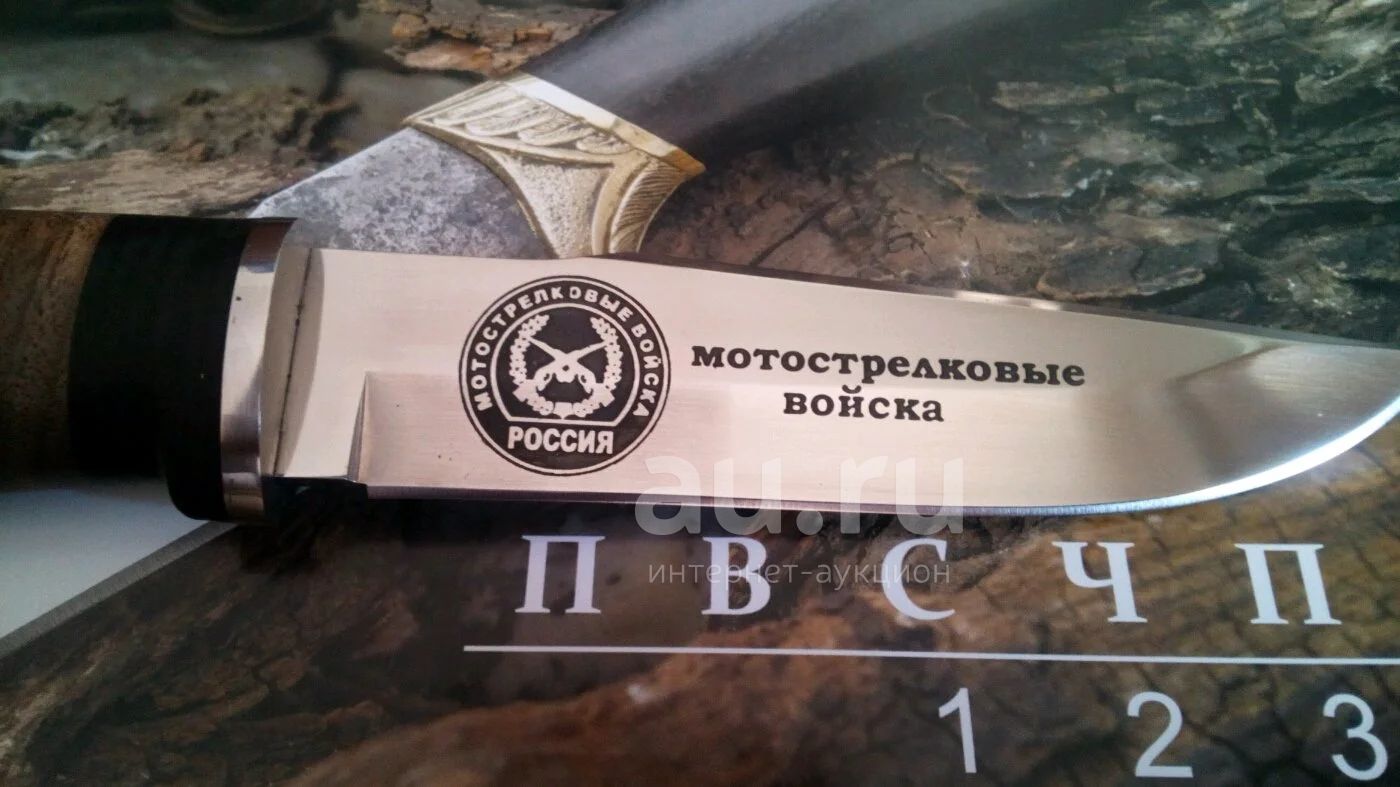 МОТОСТРЕЛКОВЫЕ ВОЙСКА
РОССИЯ
мотострелковые
войска
au.ru
интернет-аукцион
П В С Ч П
1 2 3